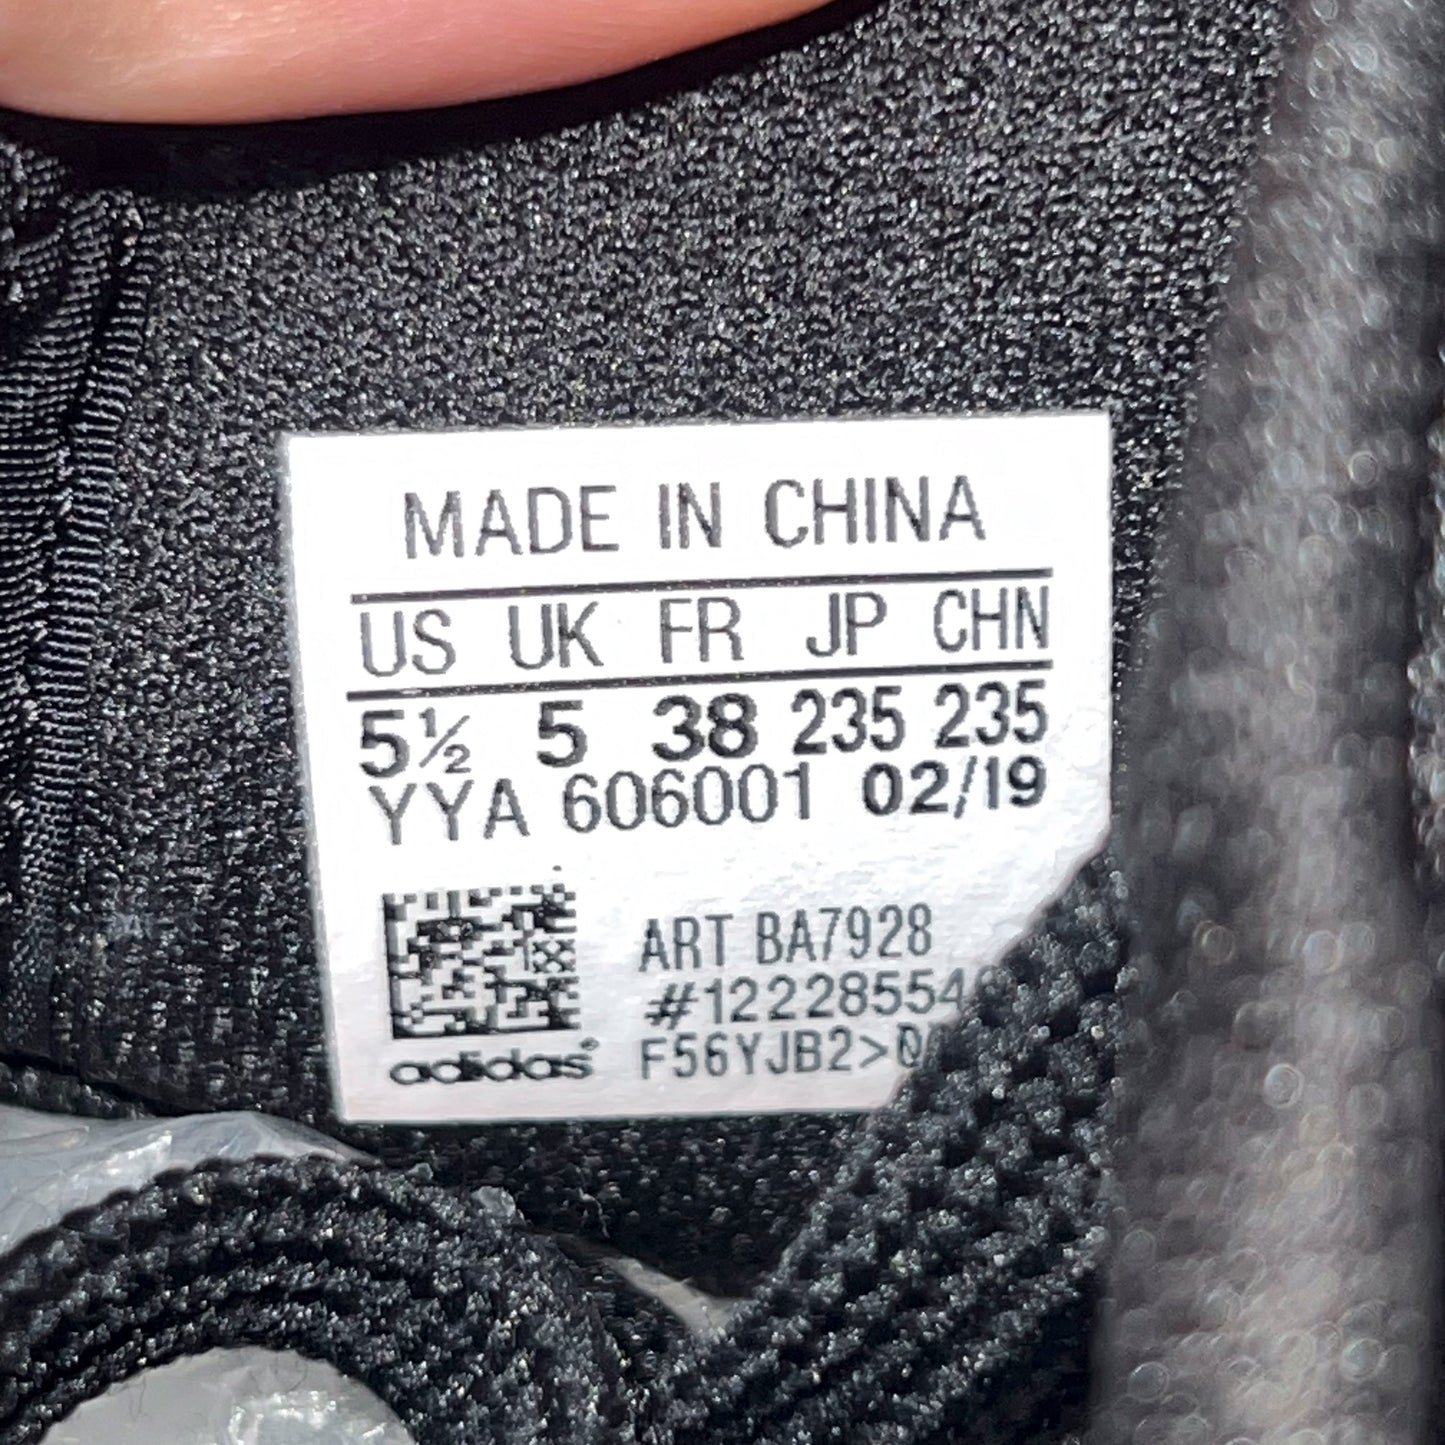 MADE IN CHINA
US UK FR JP CHN
5½ 5 38 235 235
YYA 606001 02/19
ART BA7928
adidas®
F56YJB2>